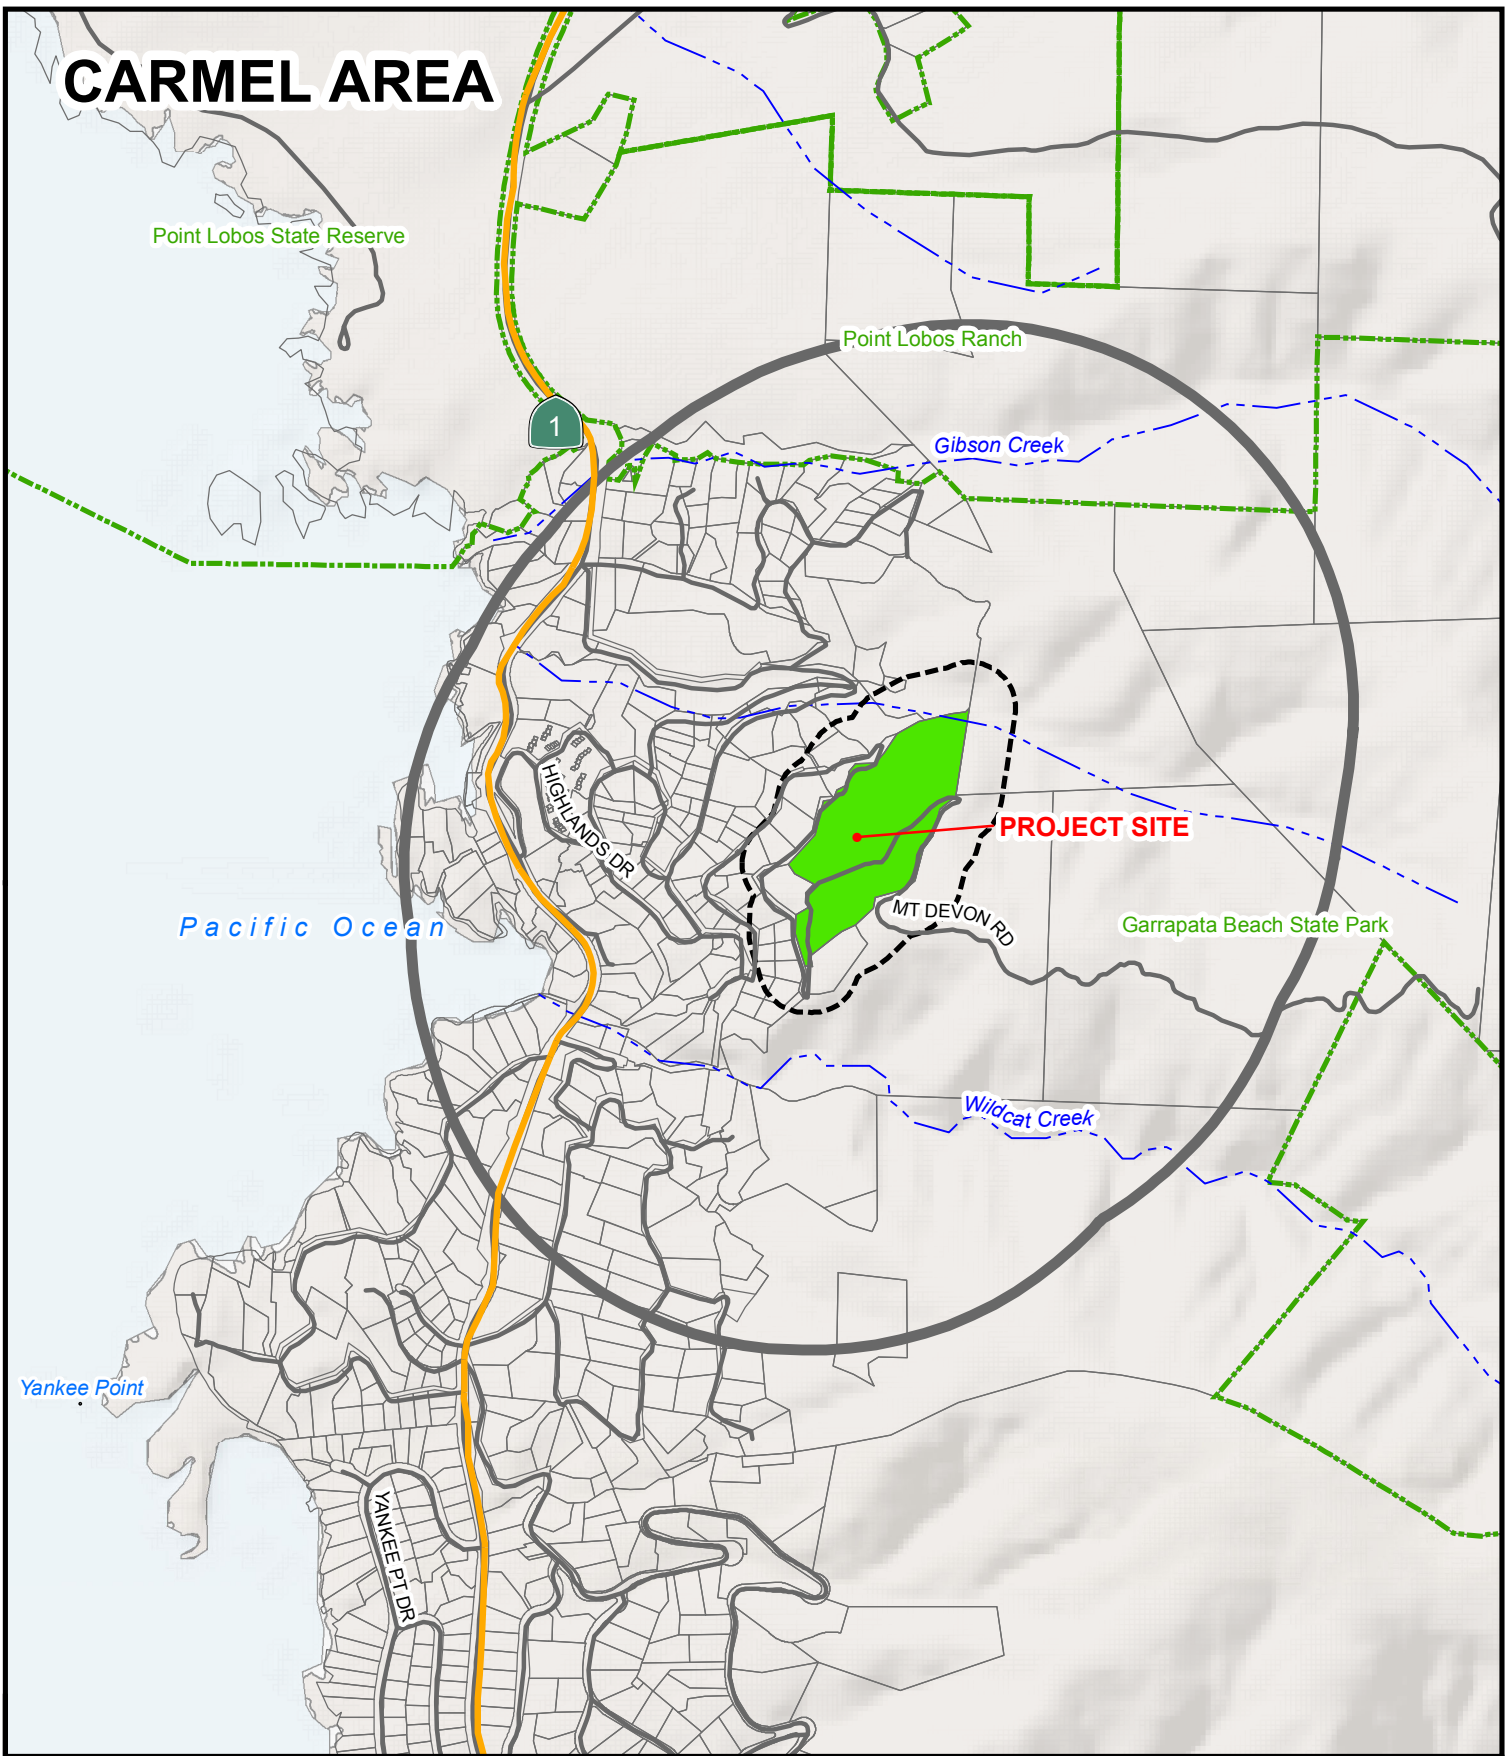 CARMEL AREA
Point Lobos State Reserve
Point Lobos Ranch
1
Gibson Creek
HIGHLANDS DR
PROJECT SITE
MT DEVON RD
Pacific Ocean
Garrapata Beach State Park
Wildcat Creek
Yankee Point
YANKEE PT DR